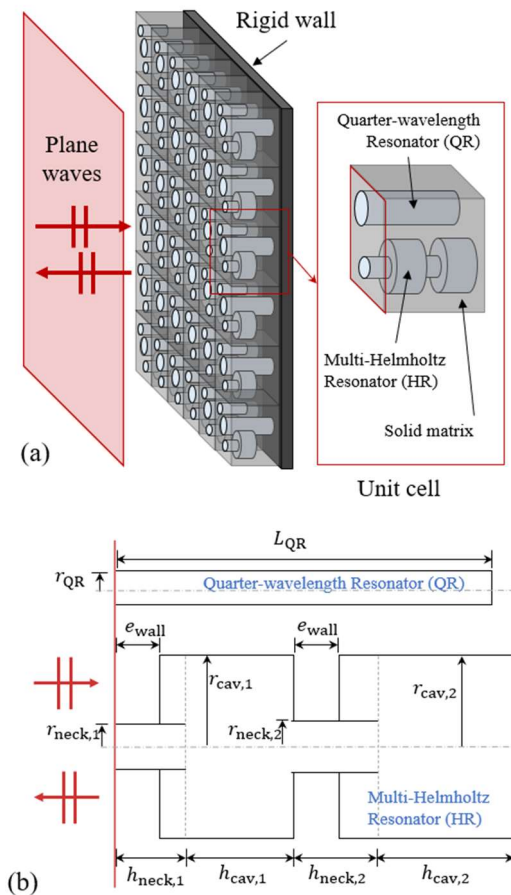 (a)
Rigid wall
Plane
waves
Quarter-wavelength
Resonator (QR)
Multi-Helmholtz
Resonator (HR)
Solid matrix
Unit cell
(b)
L_QR
r_QR
Quarter-wavelength Resonator (QR)
e_wall
e_wall
r_cav,1
r_cav,2
r_neck,1
r_neck,2
Multi-Helmholtz
Resonator (HR)
h_neck,1
h_cav,1
h_neck,2
h_cav,2